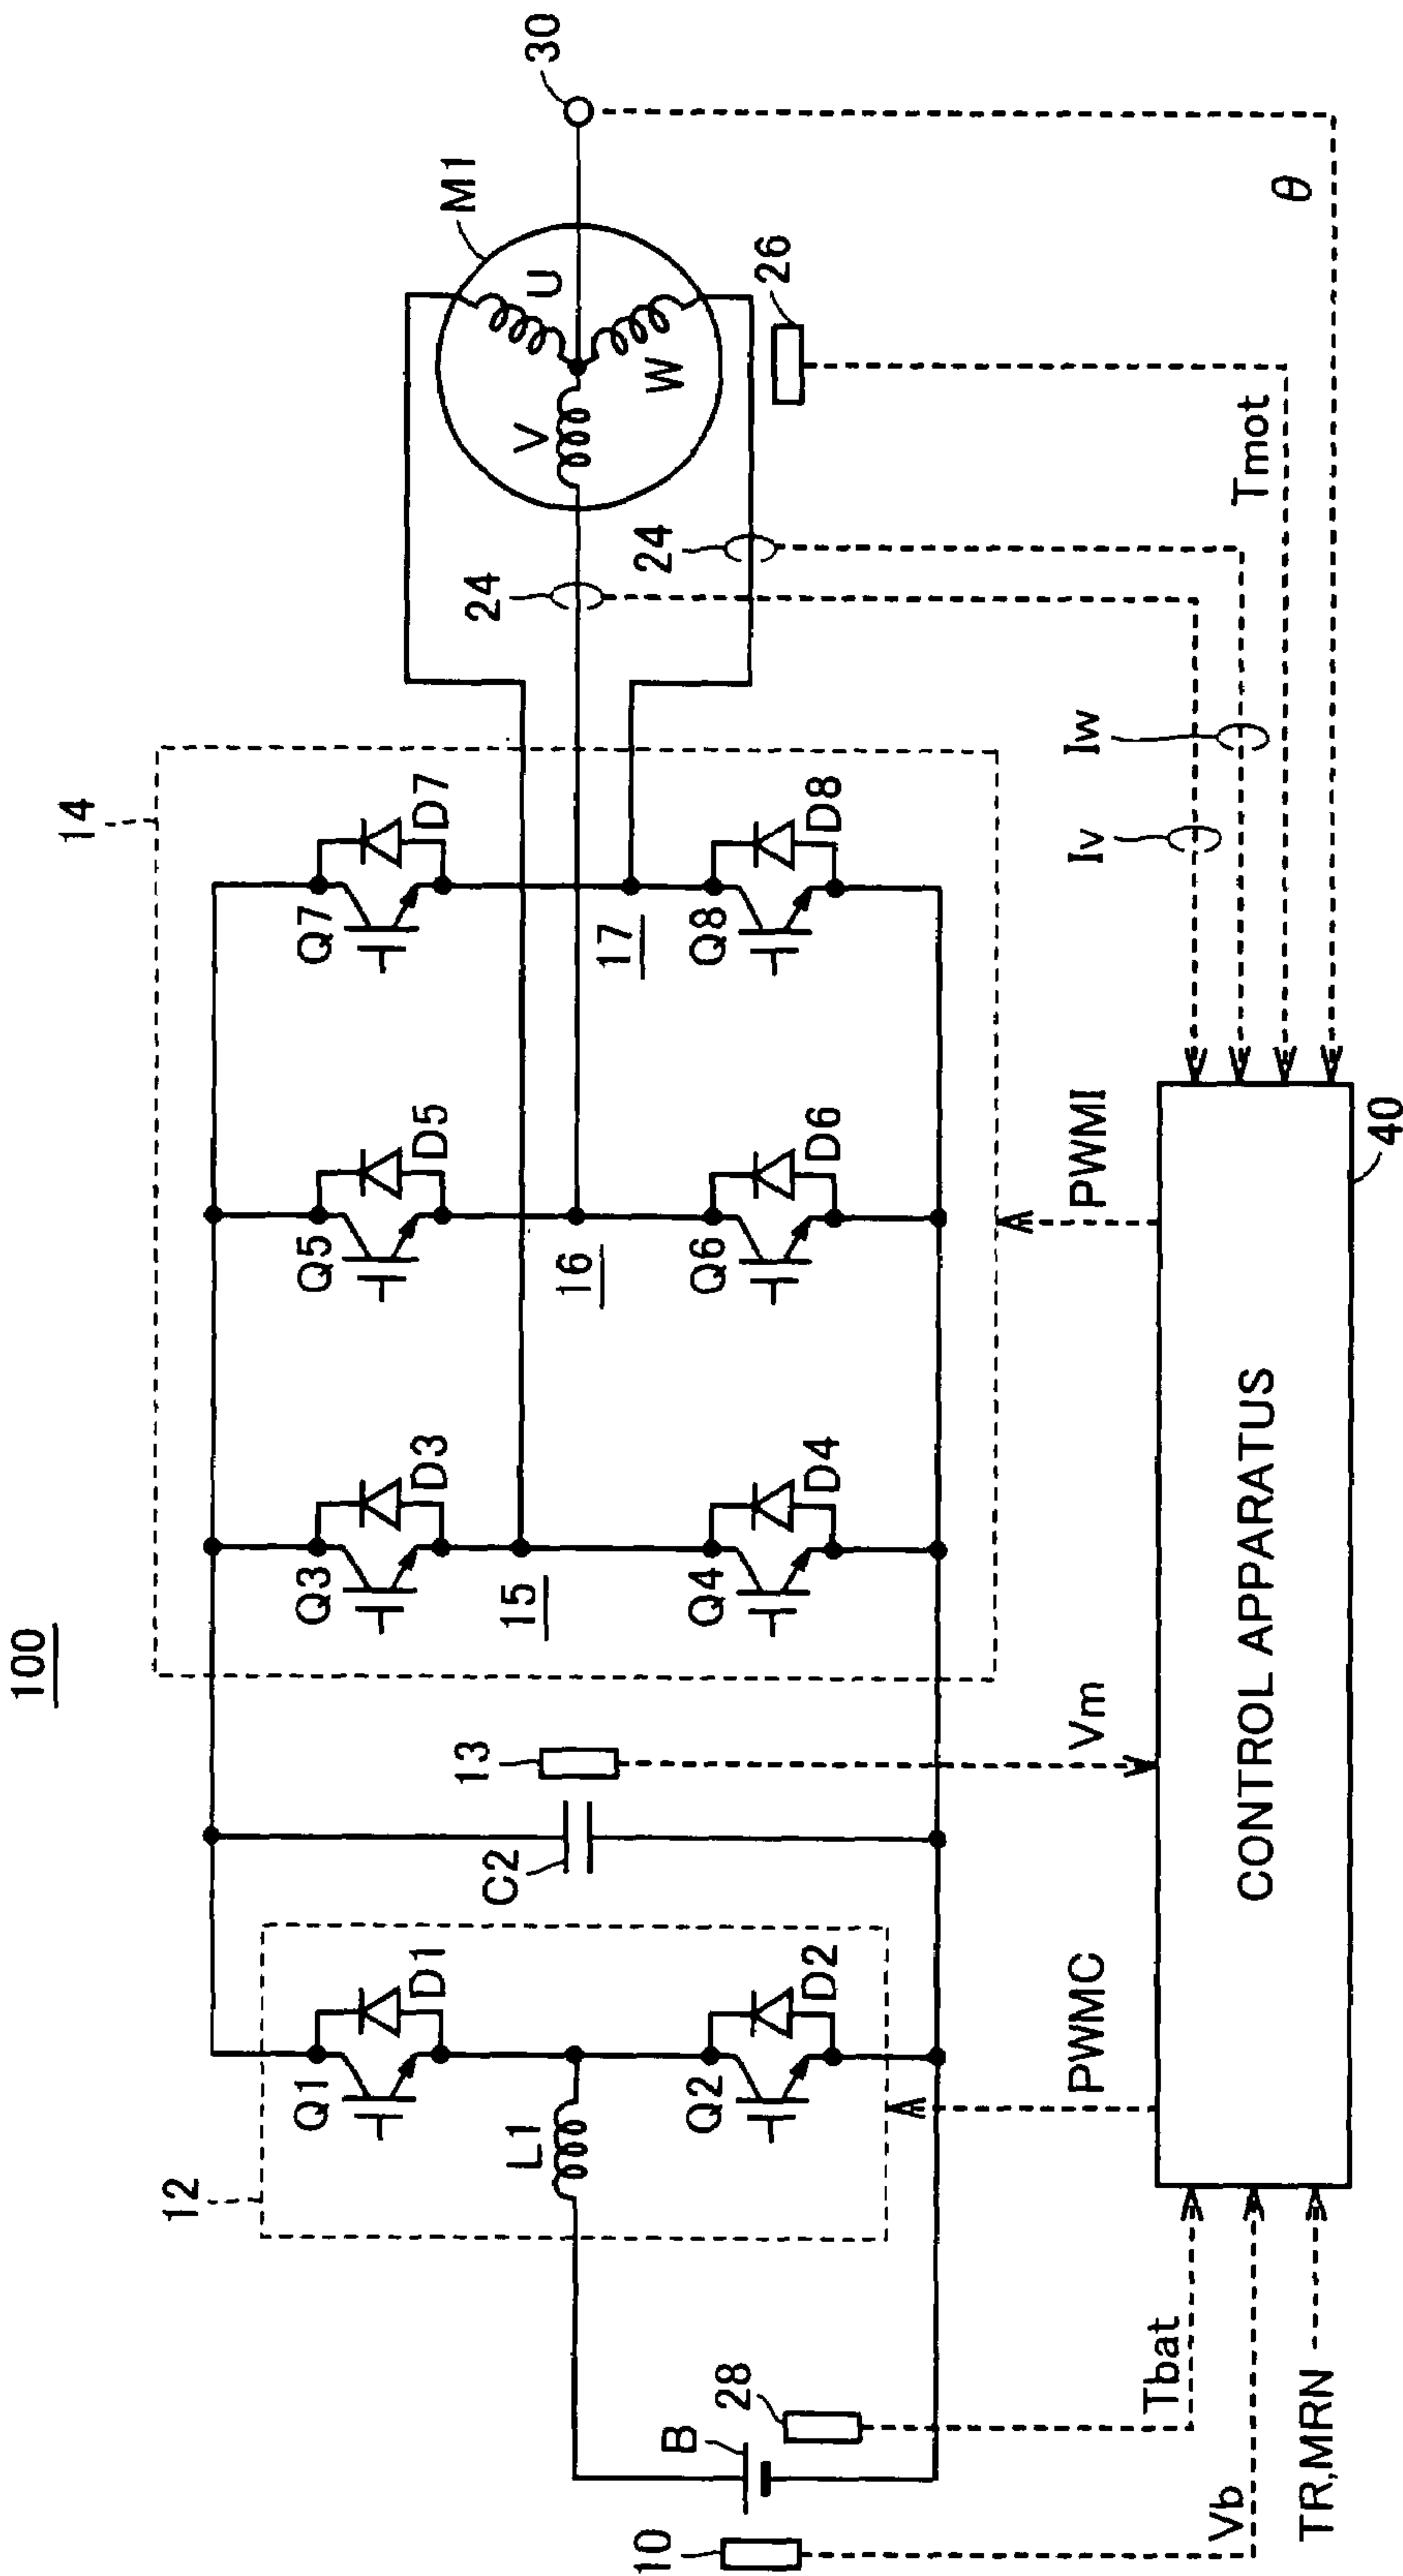 100
14
12
Q1
D1
Q3
D3
Q5
D5
Q7
D7
M1
30
13
C2
L1
15
16
17
24
24
U
V
W
26
10
B
28
Q2
D2
Q4
D4
Q6
D6
Q8
D8
Vb
Tbat
TR,MRN
PWMC
Vm
PWMI
Iv
Iw
Tmot
θ
CONTROL APPARATUS
40